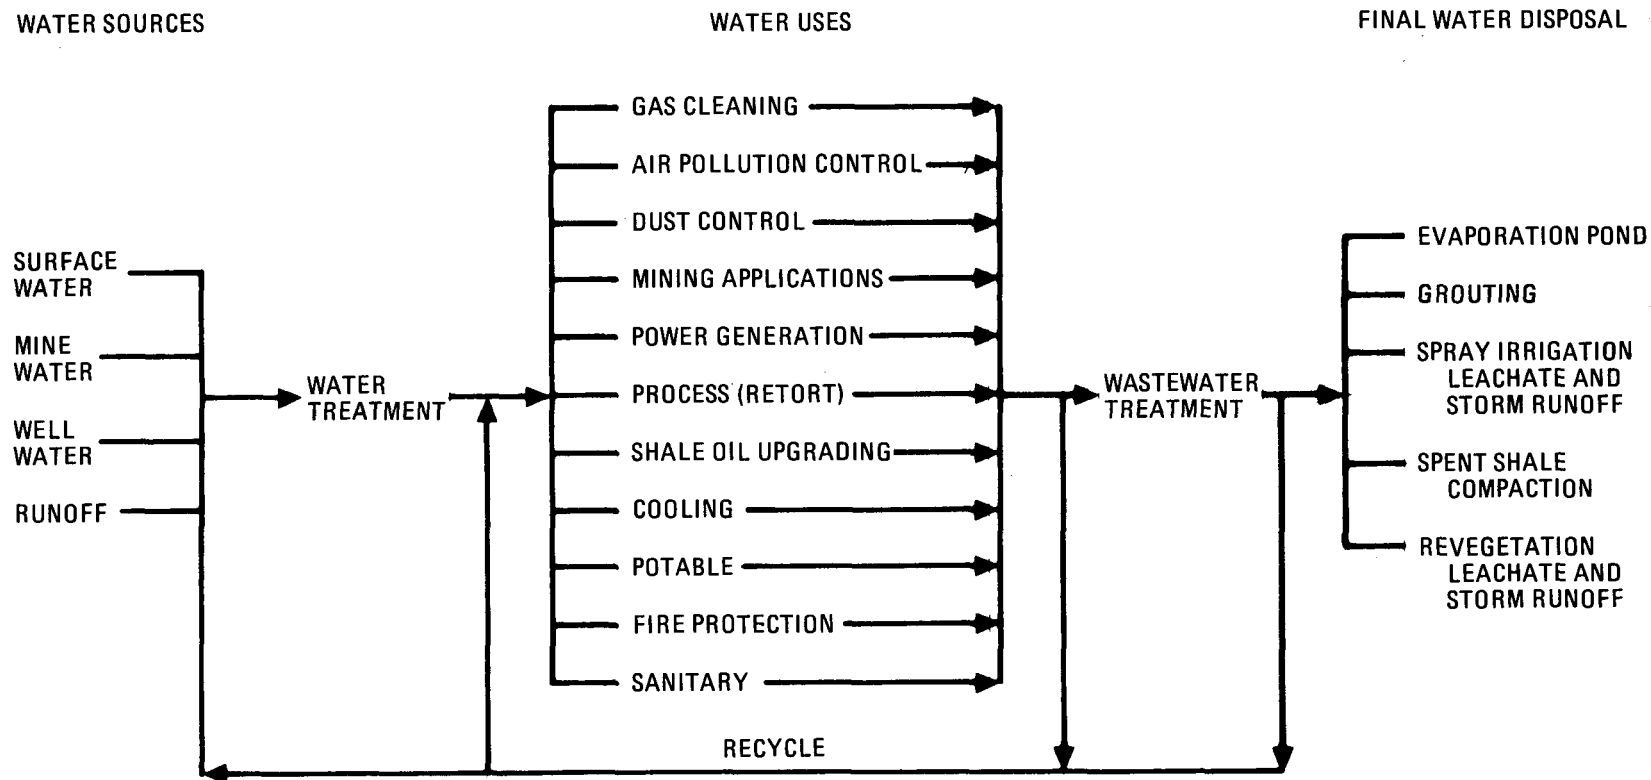 WATER SOURCES
WATER USES
FINAL WATER DISPOSAL
SURFACE
WATER
MINE
WATER
WELL
WATER
RUNOFF
WATER
TREATMENT
GAS CLEANING
AIR POLLUTION CONTROL
DUST CONTROL
MINING APPLICATIONS
POWER GENERATION
PROCESS (RETORT)
SHALE OIL UPGRADING
COOLING
POTABLE
FIRE PROTECTION
SANITARY
WASTEWATER
TREATMENT
EVAPORATION POND
GROUTING
SPRAY IRRIGATION
LEACHATE AND
STORM RUNOFF
SPENT SHALE
COMPACTION
REVEGETATION
LEACHATE AND
STORM RUNOFF
RECYCLE